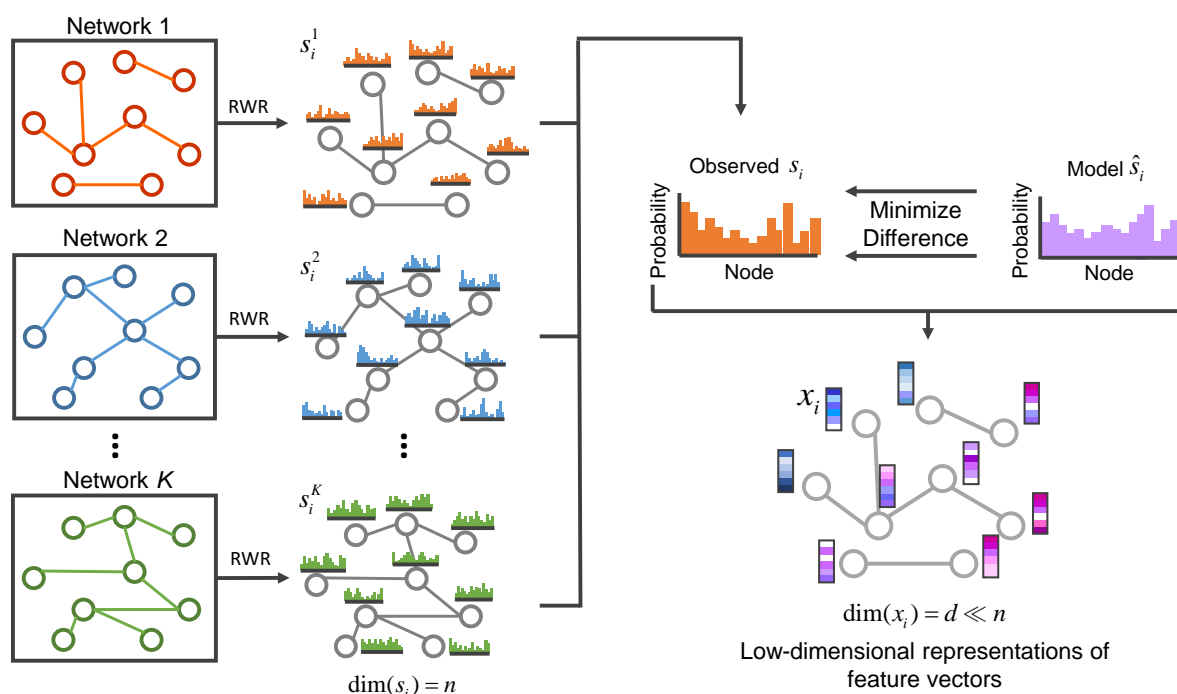 Network 1
RWR
s_i^1
Network 2
RWR
s_i^2
Network K
RWR
s_i^K
dim(s_i) = n
Observed s_i
Probability
Node
Minimize
Difference
Model ŝ_i
Probability
Node
x_i
dim(x_i) = d ≪ n
Low-dimensional representations of
feature vectors